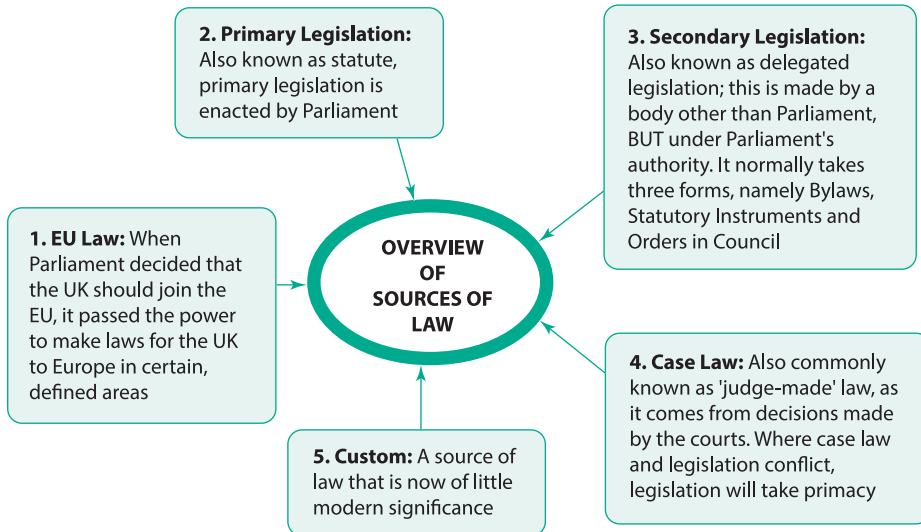 2. Primary Legislation:
Also known as statute,
primary legislation is
enacted by Parliament
3. Secondary Legislation:
Also known as delegated
legislation; this is made by a
body other than Parliament,
BUT under Parliament's
authority. It normally takes
three forms, namely Bylaws,
Statutory Instruments and
Orders in Council
1. EU Law: When
Parliament decided that
the UK should join the
EU, it passed the power
to make laws for the UK
to Europe in certain,
defined areas
OVERVIEW
OF
SOURCES OF
LAW
4. Case Law: Also commonly
known as 'judge-made' law, as
it comes from decisions made
by the courts. Where case law
and legislation conflict,
legislation will take primacy
5. Custom: A source of
law that is now of little
modern significance